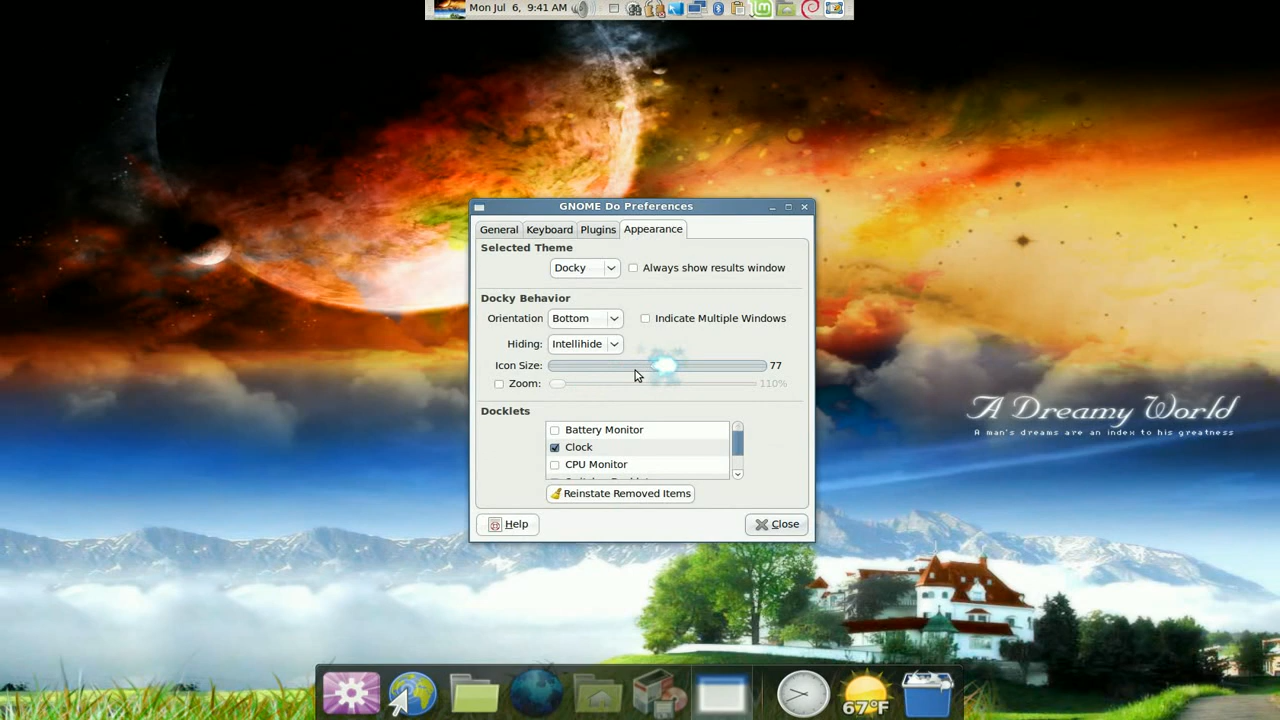 Mon Jul 6, 9:41 AM
GNOME Do Preferences
General Keyboard Plugins Appearance
Selected Theme
Docky Always show results window
Docky Behavior
Orientation Bottom Indicate Multiple Windows
Hiding: Intellihide
Icon Size: 77
Zoom: 110%
A Dreamy World
A man's dreams are an index to his greatness
Docklets
Battery Monitor
Clock
CPU Monitor
Reinstate Removed Items
Help Close
67°F